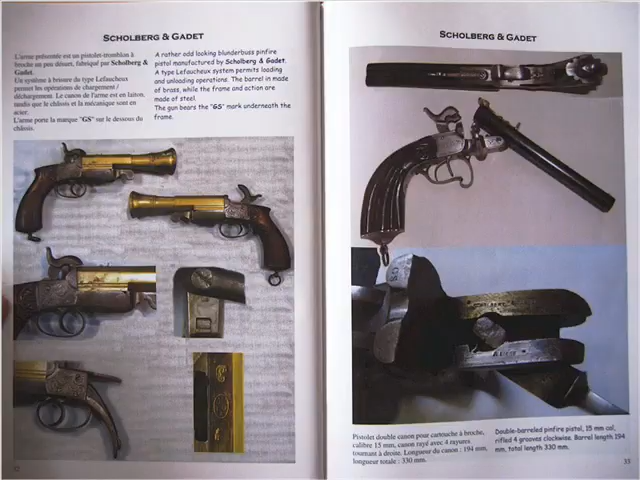 SCHOLBERG & GADET
L'arme présentée est un pistolet-tromblon à
broche un peu désuet, fabriqué par Scholberg &
Gadet.
Un système à brisure du type Lefaucheux
permet les opérations de chargement /
déchargement. Le canon de l'arme est en laiton,
tandis que le châssis et la mécanique sont en
acier.
L'arme porte la marque "GS" sur le dessous du
châssis.
A rather odd looking blunderbuss pinfire
pistol manufactured by Scholberg & Gadet.
A type Lefaucheux system permits loading
and unloading operations. The barrel in made
of brass, while the frame and action are
made of steel.
The gun bears the "GS" mark underneath the
frame.
SCHOLBERG & GADET
Pistolet double canon pour cartouche à broche,
calibre 15 mm, canon rayé avec 4 rayures
tournant à droite. Longueur du canon : 194 mm,
longueur totale : 330 mm.
Double-barreled pinfire pistol, 15 mm cal,
rifled 4 grooves clockwise. Barrel length 194
mm, total length 330 mm.
35